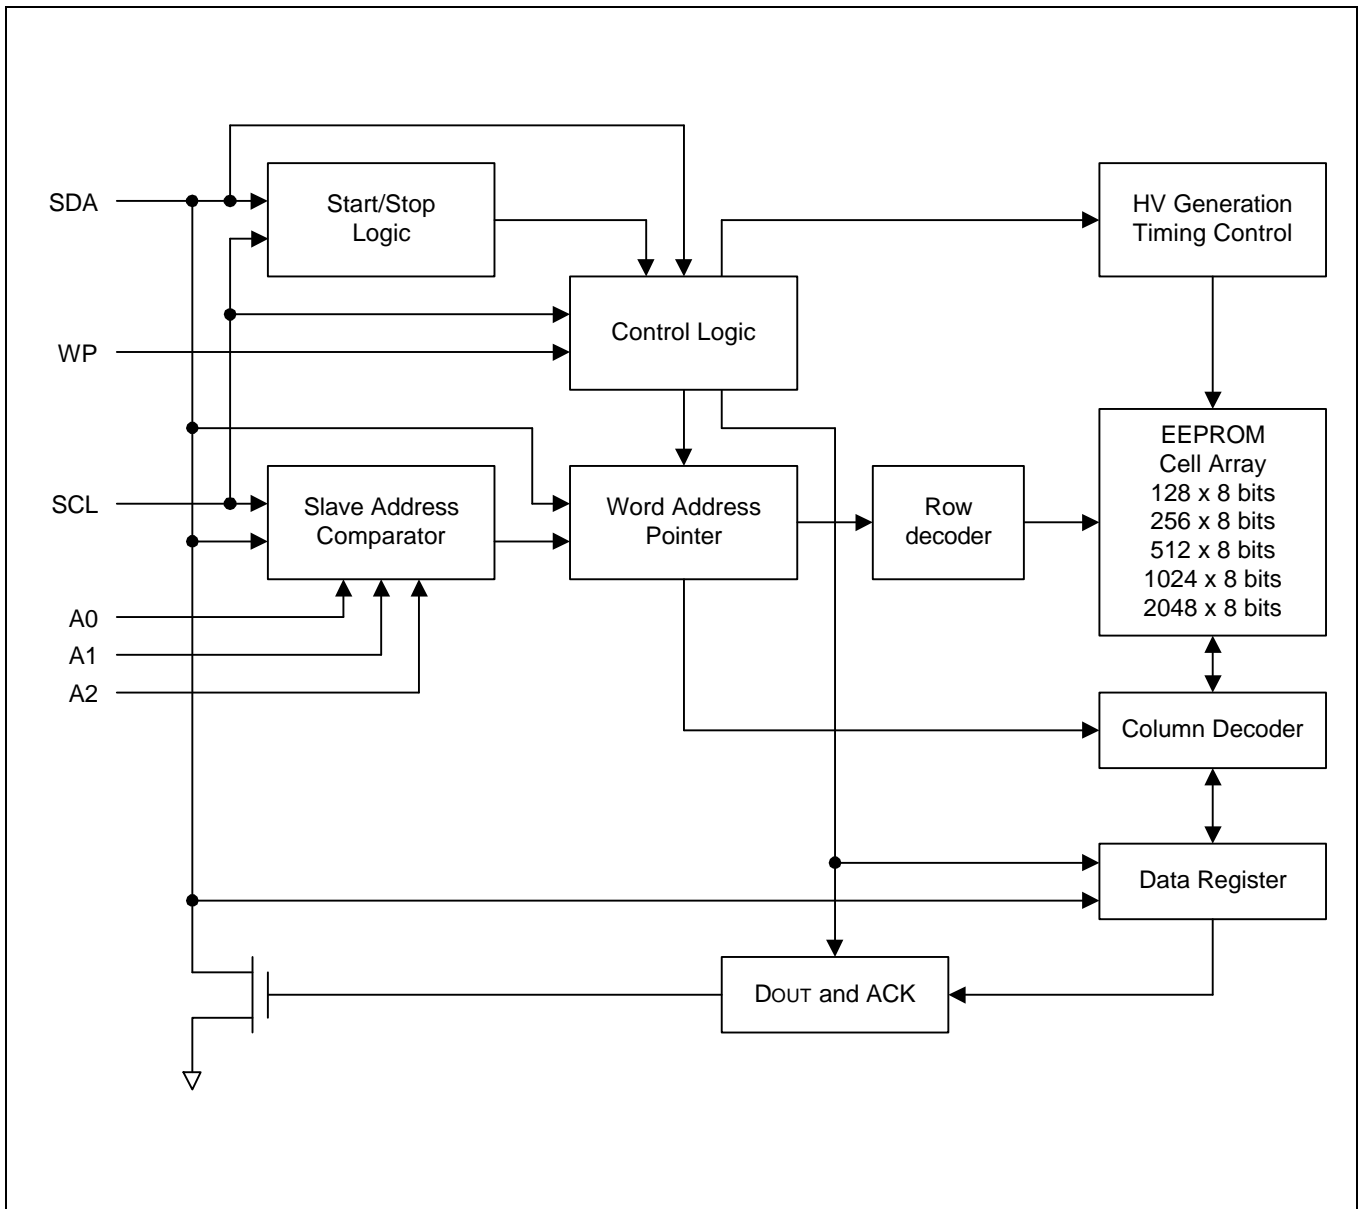 SDA
Start/Stop
Logic
HV Generation
Timing Control
WP
Control Logic
EEPROM
Cell Array
128 x 8 bits
256 x 8 bits
512 x 8 bits
1024 x 8 bits
2048 x 8 bits
SCL
Slave Address
Comparator
Word Address
Pointer
Row
decoder
A0
A1
A2
Column Decoder
Data Register
DOUT and ACK